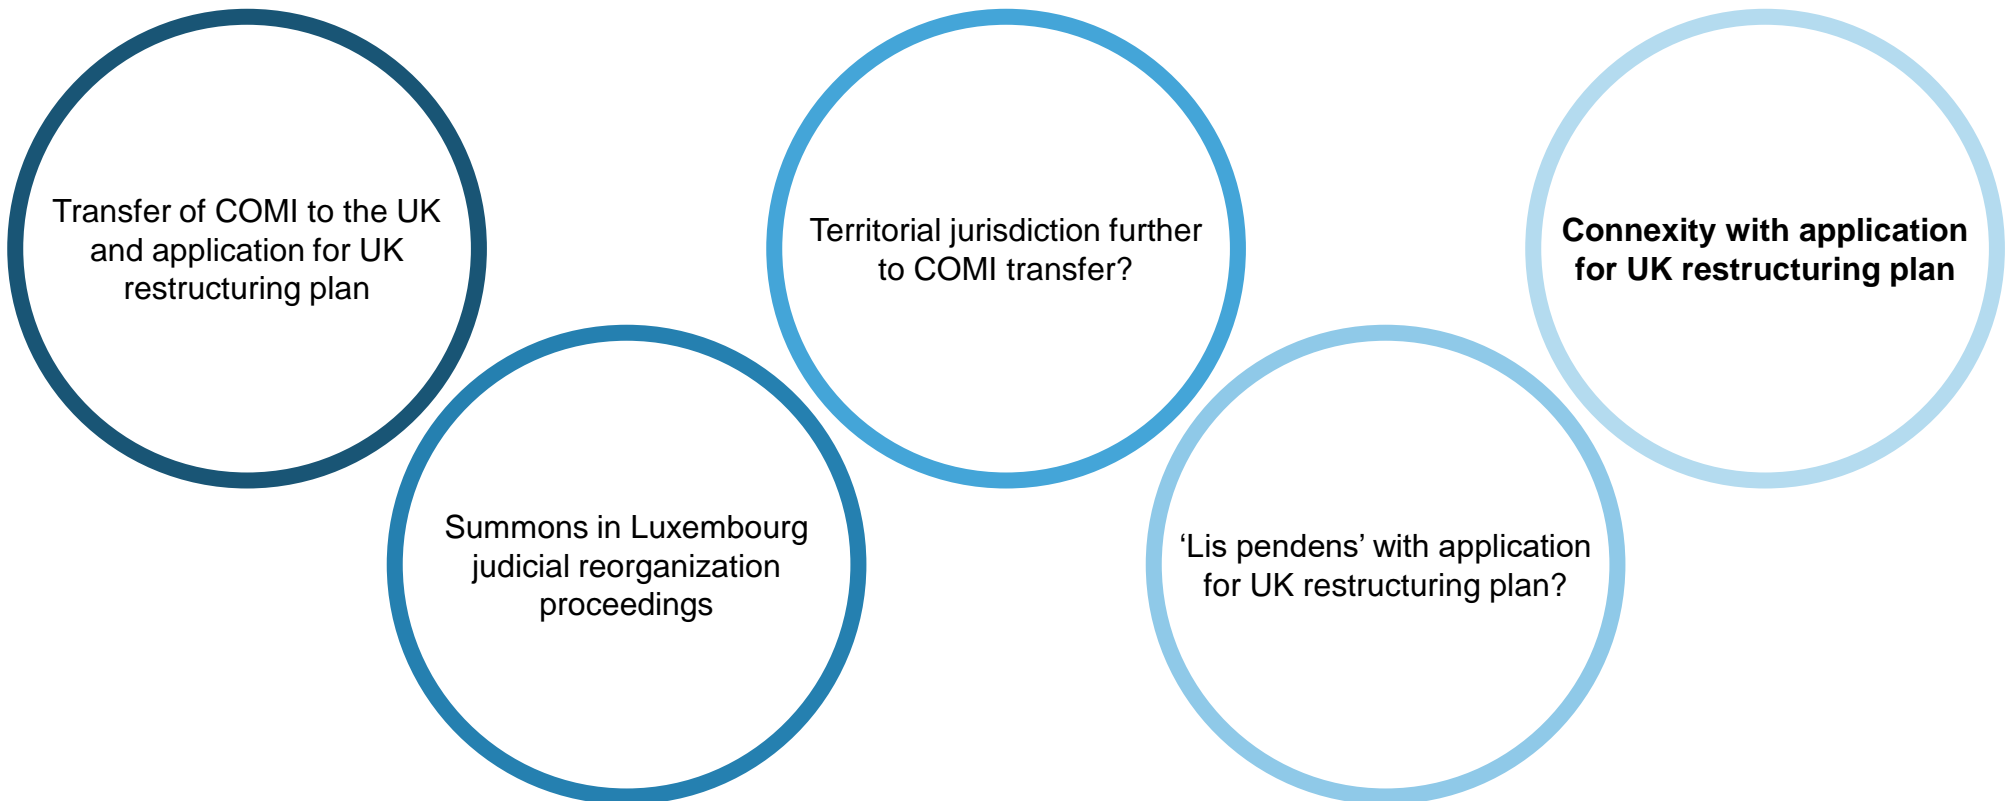 Transfer of COMI to the UK
and application for UK
restructuring plan
Summons in Luxembourg
judicial reorganization
proceedings
Territorial jurisdiction further
to COMI transfer?
‘Lis pendens’ with application
for UK restructuring plan?
Connexity with application
for UK restructuring plan